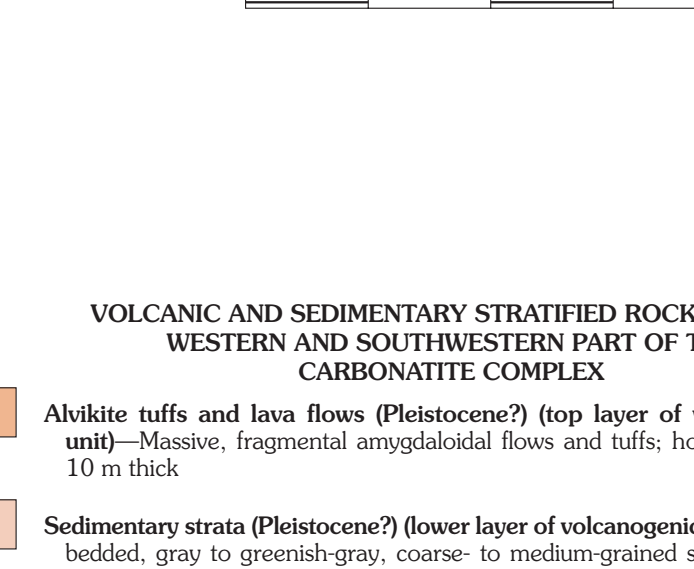 VOLCANIC AND SEDIMENTARY STRATIFIED ROCK
WESTERN AND SOUTHWESTERN PART OF
CARBONATITE COMPLEX
Alvikite tuffs and lava flows (Pleistocene?) (top layer of
unit)—Massive, fragmental amygdaloidal flows and tuffs;
10 m thick
Sedimentary strata (Pleistocene?) (lower layer of volcanogenic
bedded, gray to greenish-gray, coarse- to medium-grained